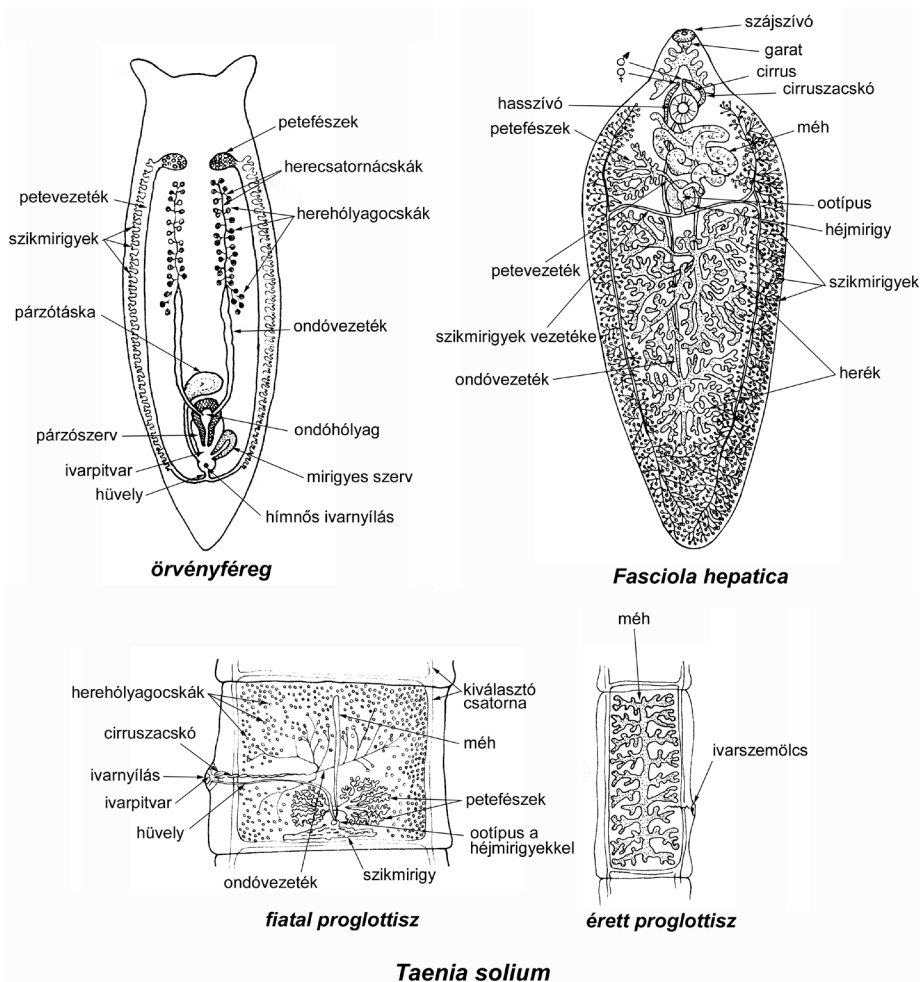 petefészek
herecsatornácskák
petevezeték
herehólyagocskák
szikmirigyek
párzótáska
ondóvezeték
párzószerv
ondóhólyag
ivarpitvar
mirigyes szerv
hüvely
hímnős ivarnyílás
örvényféreg
szájszívó
garat
♂
♀
cirrus
cirruszacskó
hasszívó
petefészek
méh
ootípus
héjmirigy
petevezeték
szikmirigyek
szikmirigyek vezetéke
ondóvezeték
herék
Fasciola hepatica
herehólyagocskák
kiválasztó
csatorna
cirruszacskó
méh
ivarnyílás
ivarpitvar
petefészek
hüvely
ootípus a
héjmirigyekkel
ondóvezeték
szikmirigy
fiatal proglottisz
méh
ivarszemölcs
érett proglottisz
Taenia solium